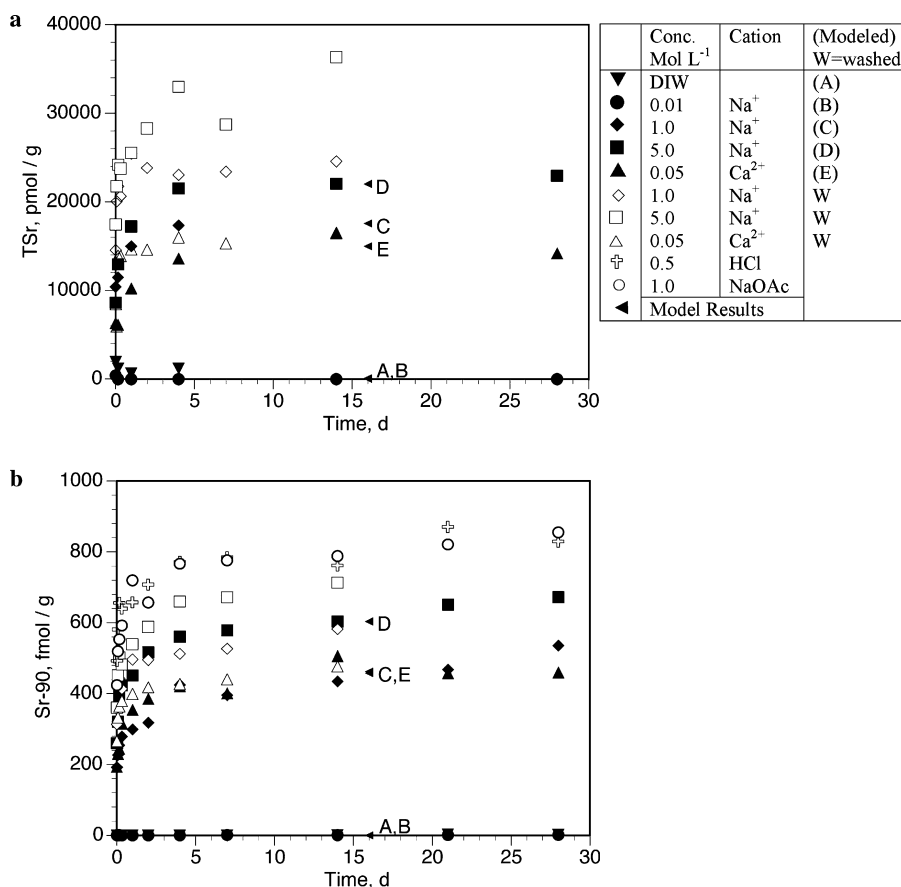 a
40000
30000
20000
10000
0
TSr, pmol / g
D
C
E
A,B
0 5 10 15 20 25 30
Time, d
Conc. Cation (Modeled)
Mol L-1 W=washed
DIW (A)
0.01 Na+ (B)
1.0 Na+ (C)
5.0 Na+ (D)
0.05 Ca2+ (E)
1.0 Na+ W
5.0 Na+ W
0.05 Ca2+ W
0.5 HCl
1.0 NaOAc
Model Results
b
1000
800
600
400
200
0
Sr-90, fmol / g
D
C,E
A,B
0 5 10 15 20 25 30
Time, d